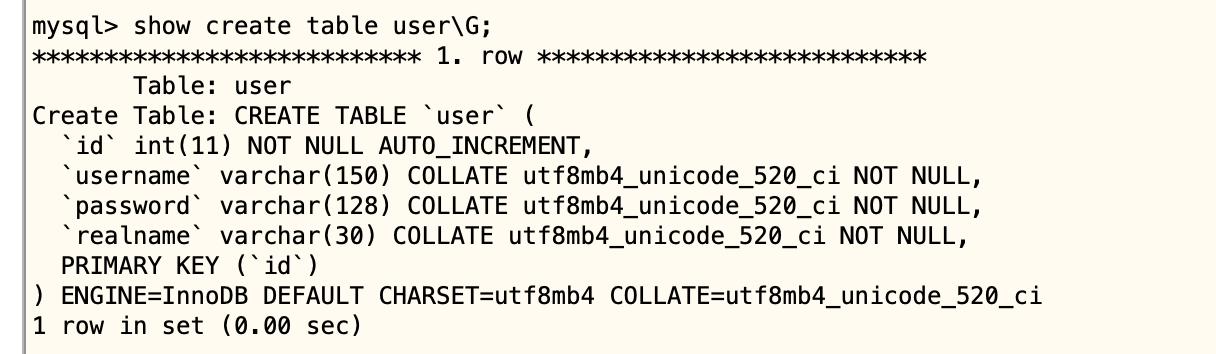 mysql> show create table user\G;
*************************** 1. row ***************************
       Table: user
Create Table: CREATE TABLE `user` (
  `id` int(11) NOT NULL AUTO_INCREMENT,
  `username` varchar(150) COLLATE utf8mb4_unicode_520_ci NOT NULL,
  `password` varchar(128) COLLATE utf8mb4_unicode_520_ci NOT NULL,
  `realname` varchar(30) COLLATE utf8mb4_unicode_520_ci NOT NULL,
  PRIMARY KEY (`id`)
) ENGINE=InnoDB DEFAULT CHARSET=utf8mb4 COLLATE=utf8mb4_unicode_520_ci
1 row in set (0.00 sec)